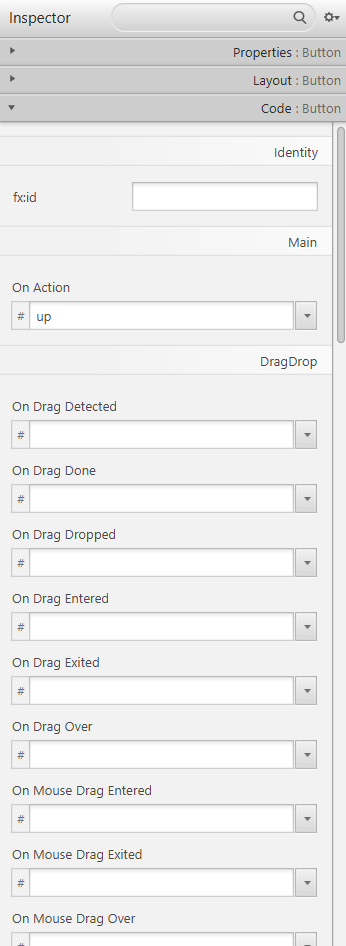 Inspector
Properties : Button
Layout : Button
Code : Button
Identity
fx:id
Main
On Action
# up
DragDrop
On Drag Detected
#
On Drag Done
#
On Drag Dropped
#
On Drag Entered
#
On Drag Exited
#
On Drag Over
#
On Mouse Drag Entered
#
On Mouse Drag Exited
#
On Mouse Drag Over